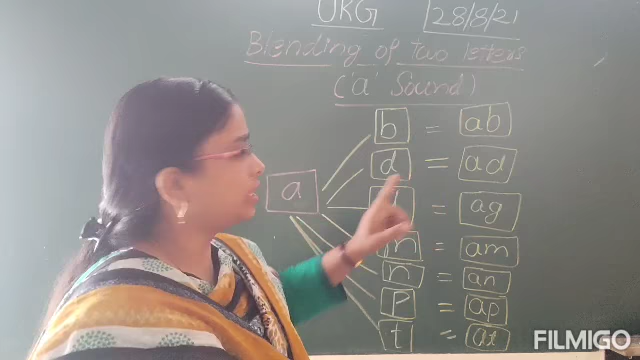 UKG 28/8/21
Blending of two letters
('a' Sound)
b = ab
d = ad
a
= ag
m = am
n = an
p = ap
t = at
FILMIGO